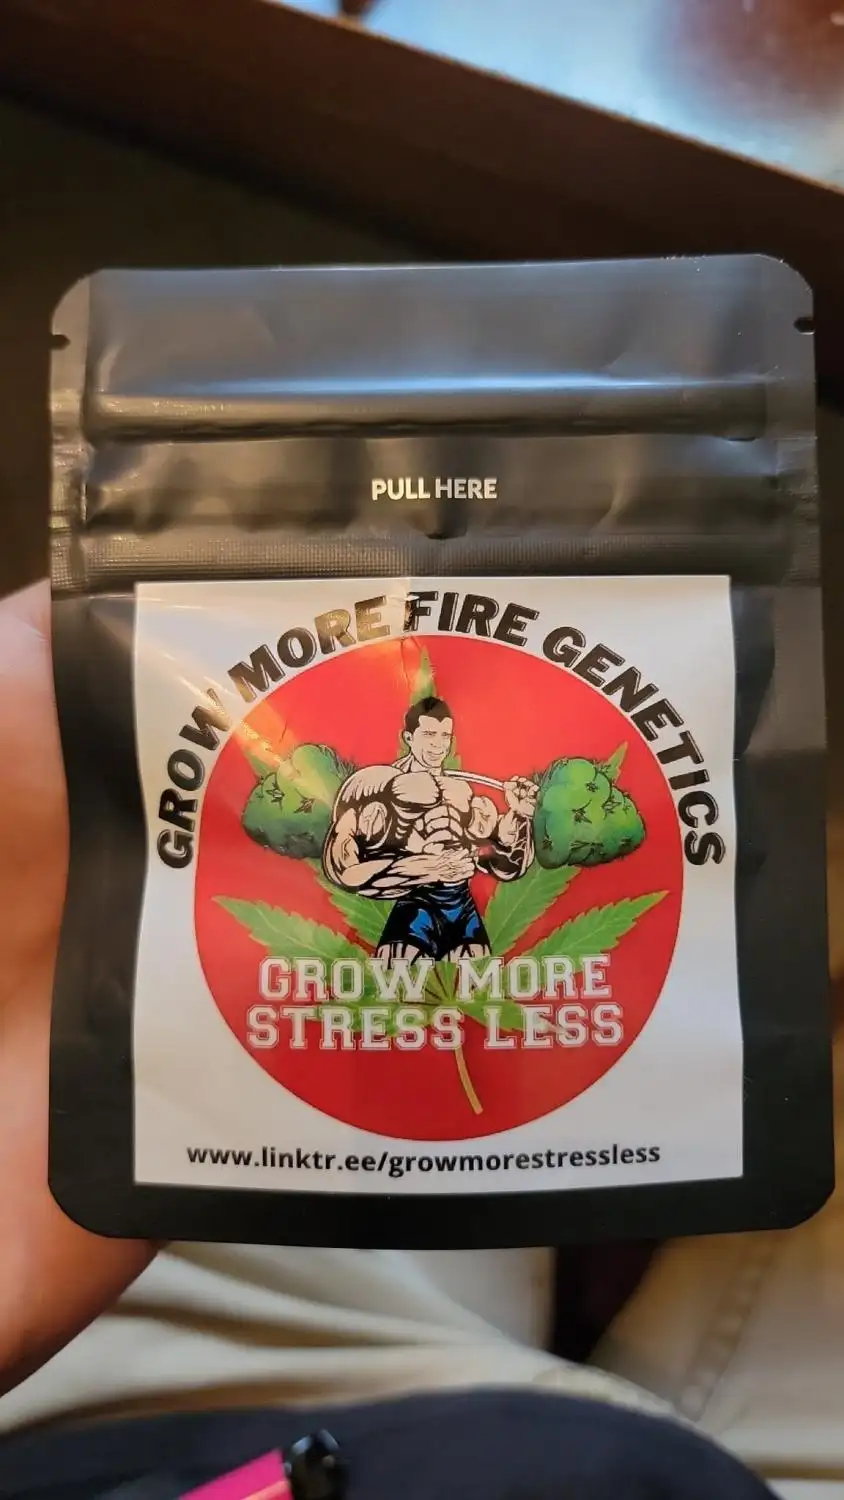 PULL HERE
GROW MORE FIRE GENETICS
GROW MORE
STRESS LESS
www.linktr.ee/growmorestressless